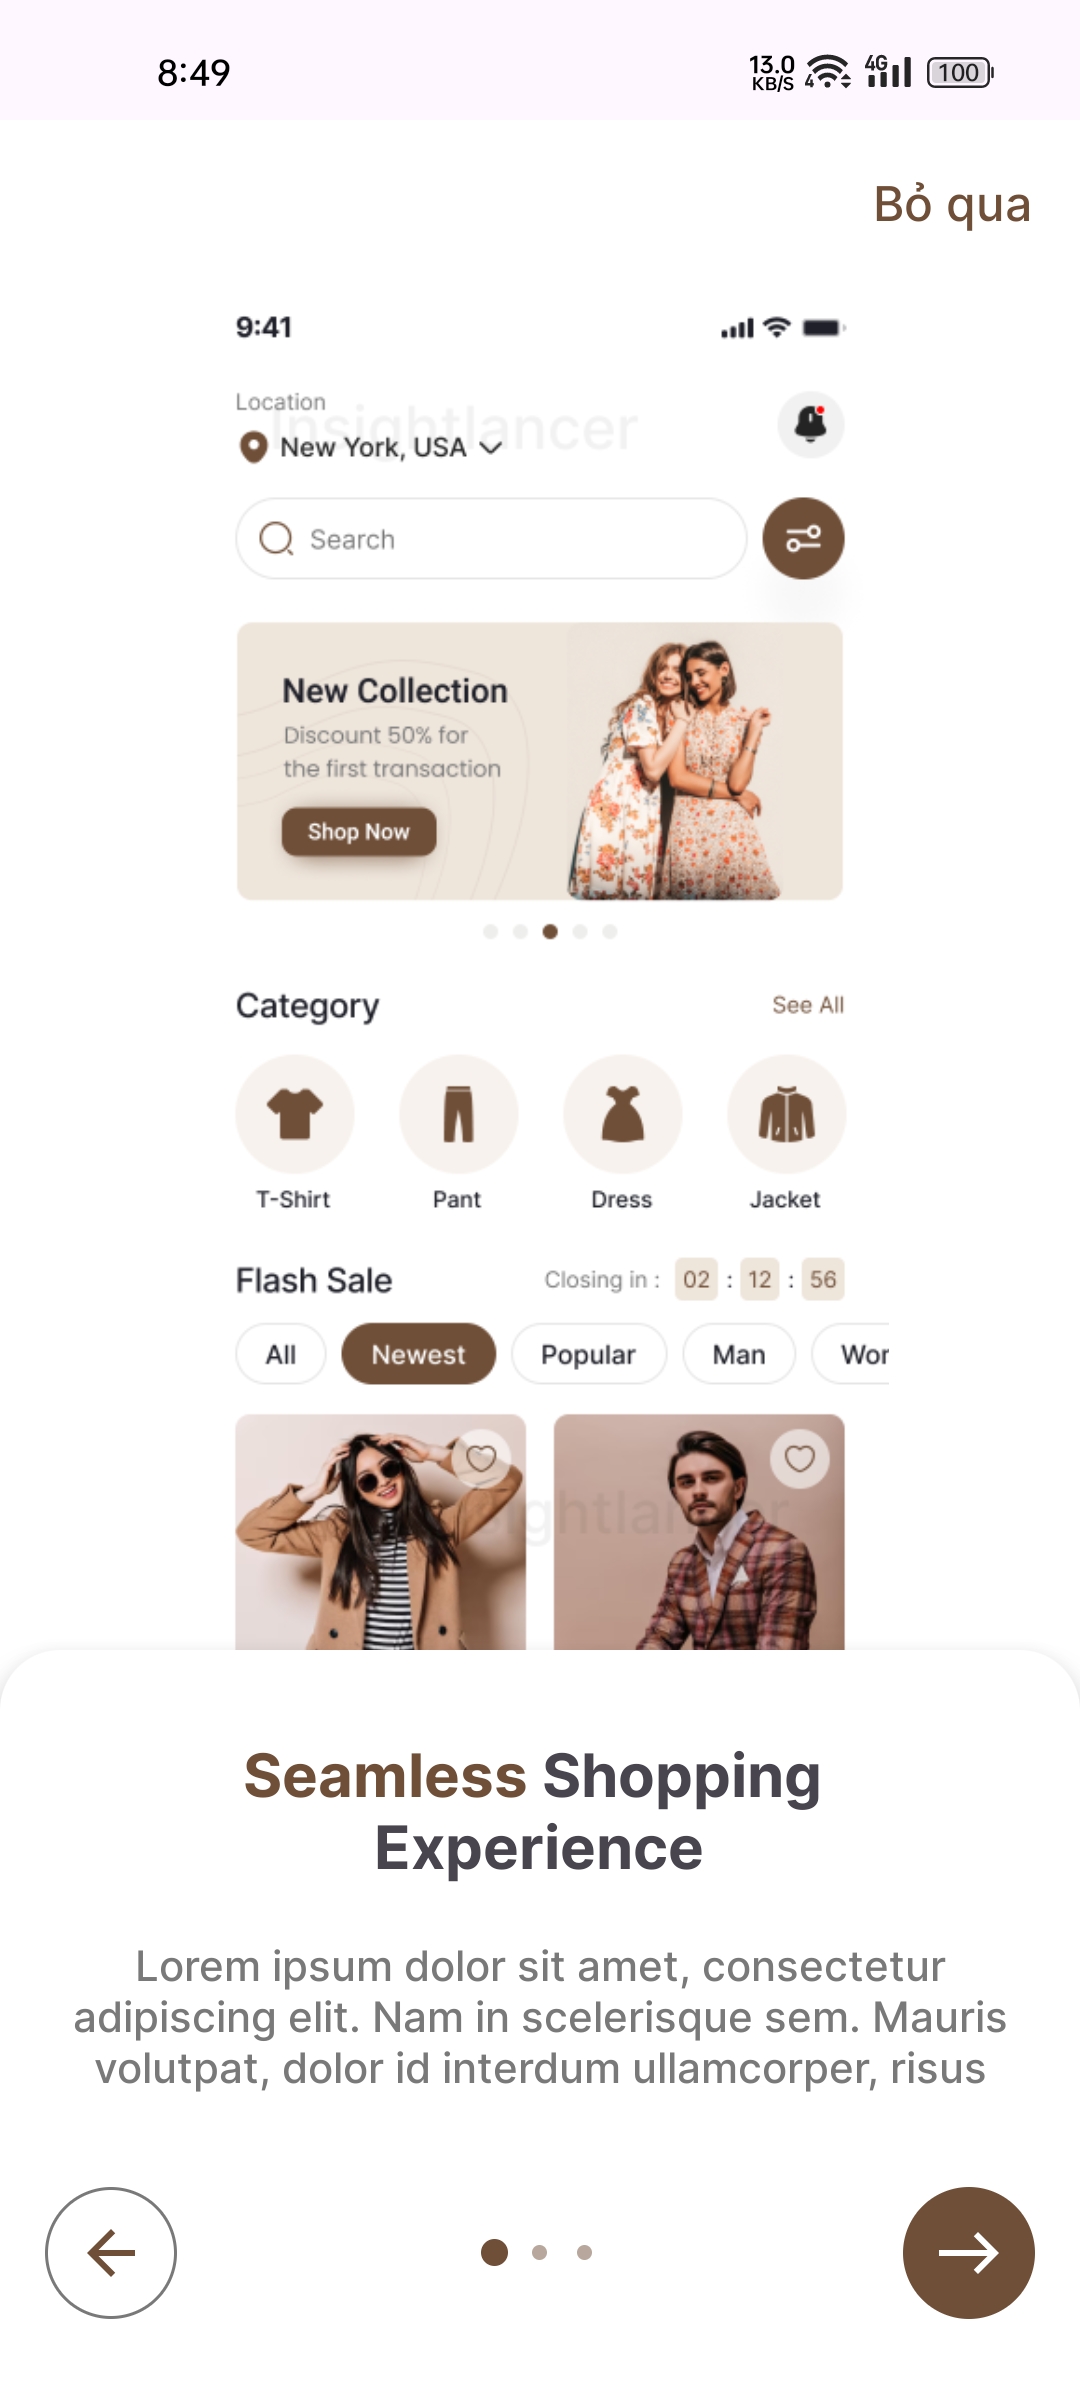 8:49
13.0
KB/S
4
4G
100
Bỏ qua
9:41
Location
Insightlancer
New York, USA
Search
New Collection
Discount 50% for
the first transaction
Shop Now
Category
See All
T-Shirt
Pant
Dress
Jacket
Flash Sale
Closing in : 02 : 12 : 56
All
Newest
Popular
Man
Wor
Seamless Shopping
Experience
Lorem ipsum dolor sit amet, consectetur
adipiscing elit. Nam in scelerisque sem. Mauris
volutpat, dolor id interdum ullamcorper, risus